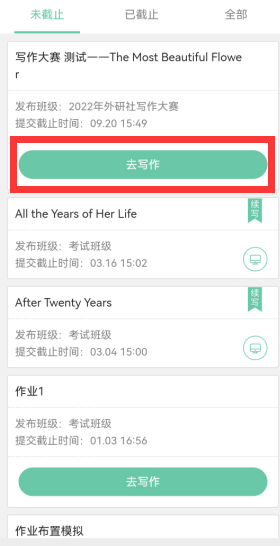 未截止 已截止 全部
写作大赛 测试一一The Most Beautiful Flowe
r
发布班级：2022年外研社写作大赛
提交截止时间：09.20 15:49
去写作
All the Years of Her Life 续写
发布班级：考试班级
提交截止时间：03.16 15:02
After Twenty Years 续写
发布班级：考试班级
提交截止时间：03.04 15:00
作业1
发布班级：考试班级
提交截止时间：01.03 16:56
去写作
作业布置模拟